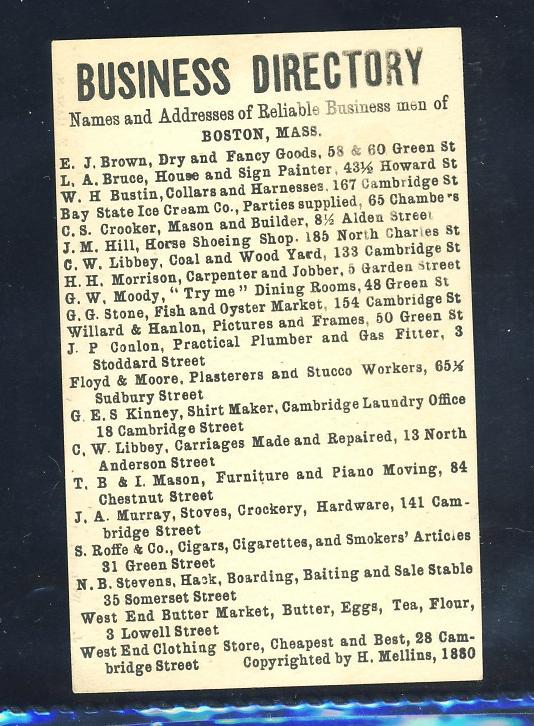 BUSINESS DIRECTORY
Names and Addresses of Reliable Business men of
BOSTON, MASS.
E. J. Brown, Dry and Fancy Goods, 58 & 60 Green St
L. A. Bruce, House and Sign Painter, 43½ Howard St
W. H Bustin, Collars and Harnesses. 167 Cambridge St
Bay State Ice Cream Co., Parties supplied, 65 Chambers
C. S. Crooker, Mason and Builder, 8½ Alden Street
J. M. Hill, Horse Shoeing Shop. 185 North Charles St
C. W. Libbey, Coal and Wood Yard, 133 Cambridge St
H. H. Morrison, Carpenter and Jobber, 5 Garden Street
G. W. Moody, "Try me" Dining Rooms, 48 Green St
G. G. Stone, Fish and Oyster Market, 154 Cambridge St
Willard & Hanlon, Pictures and Frames, 50 Green St
J. P Conlon, Practical Plumber and Gas Fitter, 3
Stoddard Street
Floyd & Moore, Plasterers and Stucco Workers, 65½
Sudbury Street
G. E. S Kinney, Shirt Maker, Cambridge Laundry Office
18 Cambridge Street
C. W. Libbey, Carriages Made and Repaired, 13 North
Anderson Street
T. B & I. Mason, Furniture and Piano Moving, 84
Chestnut Street
J. A. Murray, Stoves, Crockery, Hardware, 141 Cam-
bridge Street
S. Roffe & Co., Cigars, Cigarettes, and Smokers' Articles
31 Green Street
N. B. Stevens, Hack, Boarding, Baiting and Sale Stable
35 Somerset Street
West End Butter Market, Butter, Eggs, Tea, Flour,
3 Lowell Street
West End Clothing Store, Cheapest and Best, 28 Cam-
bridge Street Copyrighted by H. Mellins, 1880